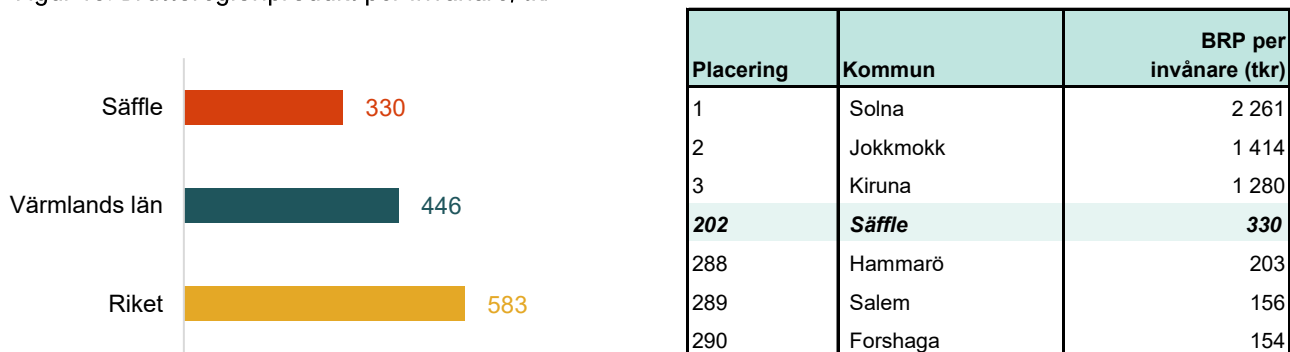 Säffle 330
Värmlands län 446
Riket 583
Placering Kommun BRP per invånare (tkr)
1 Solna 2 261
2 Jokkmokk 1 414
3 Kiruna 1 280
202 Säffle 330
288 Hammarö 203
289 Salem 156
290 Forshaga 154